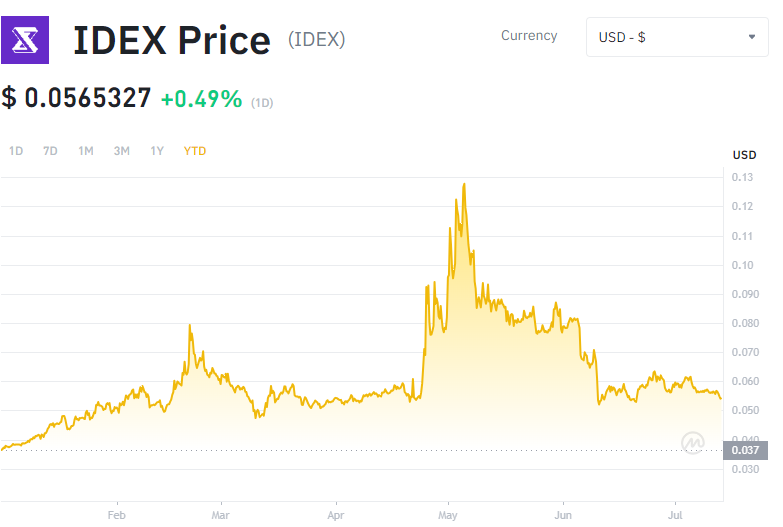 IDEX Price (IDEX)
Currency
USD - $
$ 0.0565327 +0.49% (1D)
1D 7D 1M 3M 1Y YTD
USD
0.13
0.12
0.11
0.10
0.090
0.080
0.070
0.060
0.050
0.040
0.037
0.030
Feb Mar Apr May Jun Jul